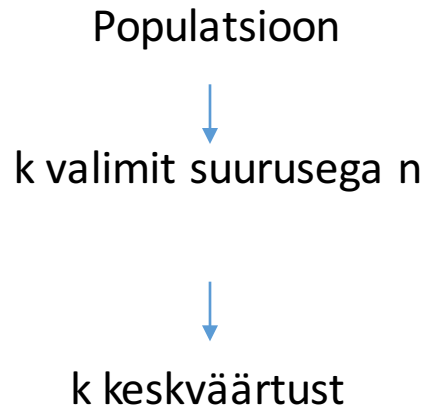 Populatsioon
k valimit suurusega n
k keskväärtust